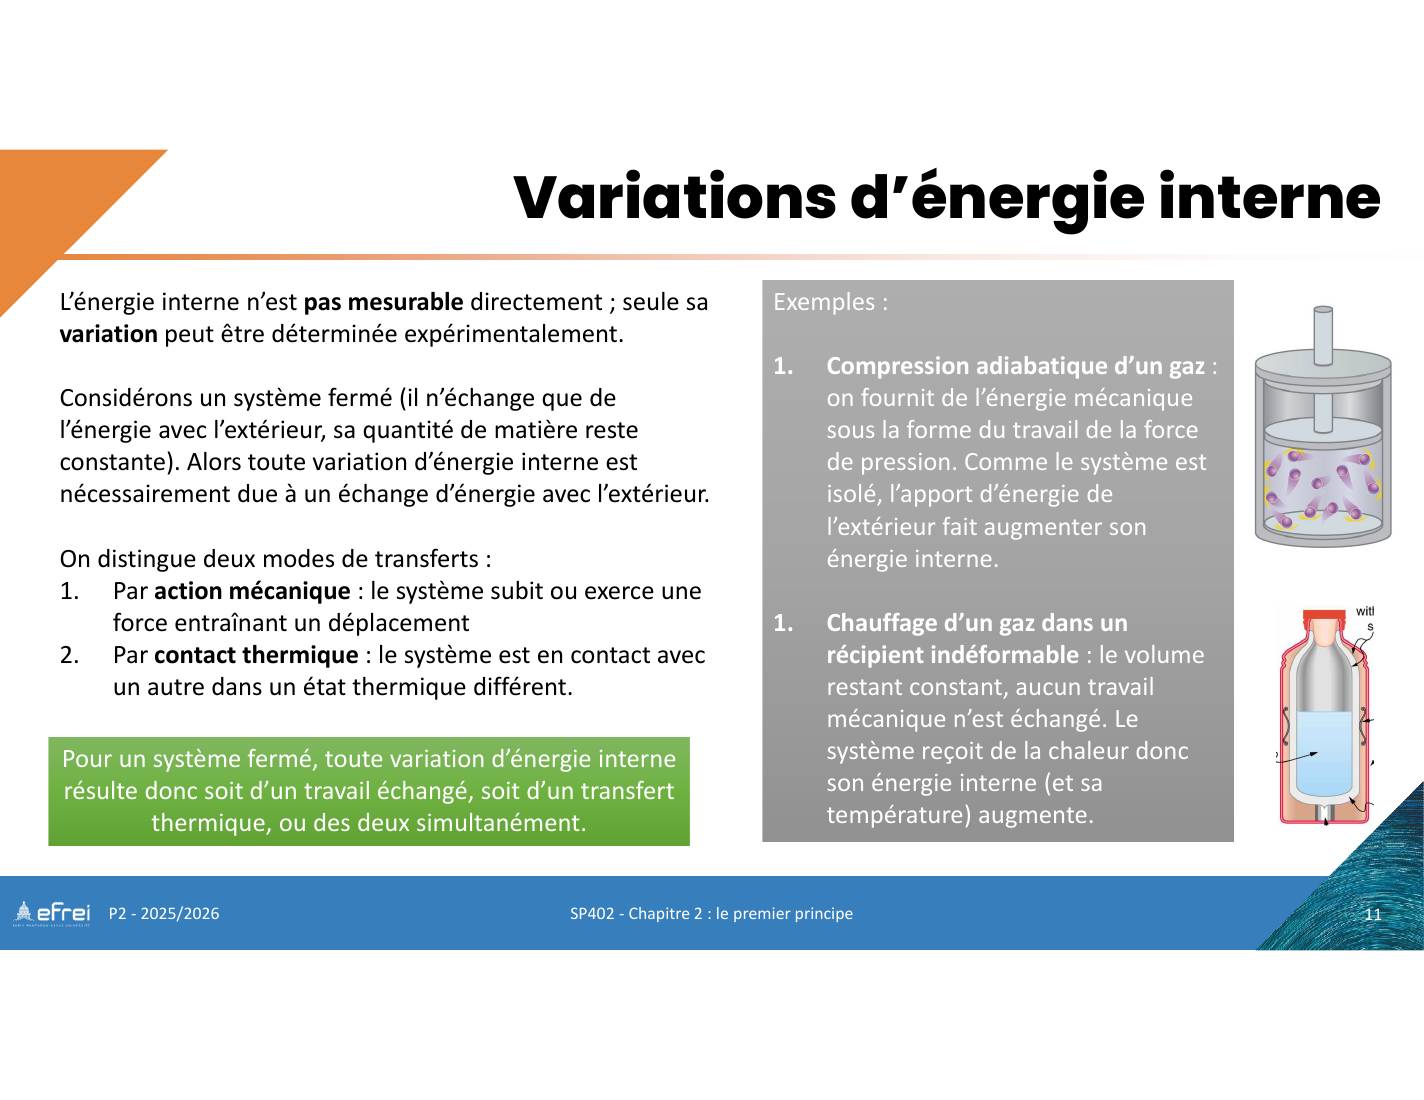 Variations d’énergie interne
L’énergie interne n’est pas mesurable directement ; seule sa
variation peut être déterminée expérimentalement.
Considérons un système fermé (il n’échange que de
l’énergie avec l’extérieur, sa quantité de matière reste
constante). Alors toute variation d’énergie interne est
nécessairement due à un échange d’énergie avec l’extérieur.
On distingue deux modes de transferts :
1. Par action mécanique : le système subit ou exerce une
force entraînant un déplacement
2. Par contact thermique : le système est en contact avec
un autre dans un état thermique différent.
Pour un système fermé, toute variation d’énergie interne
résulte donc soit d’un travail échangé, soit d’un transfert
thermique, ou des deux simultanément.
Exemples :
1. Compression adiabatique d’un gaz :
on fournit de l’énergie mécanique
sous la forme du travail de la force
de pression. Comme le système est
isolé, l’apport d’énergie de
l’extérieur fait augmenter son
énergie interne.
1. Chauffage d’un gaz dans un
récipient indéformable : le volume
restant constant, aucun travail
mécanique n’est échangé. Le
système reçoit de la chaleur donc
son énergie interne (et sa
température) augmente.
efrei
P2 - 2025/2026
SP402 - Chapitre 2 : le premier principe
11